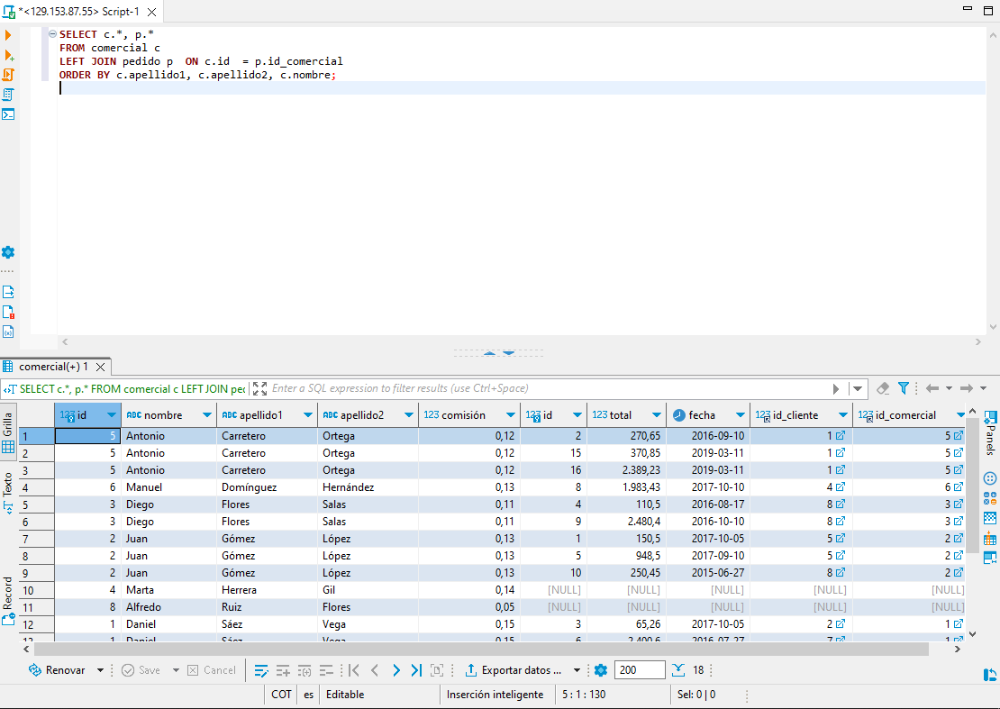 *<129.153.87.55> Script-1
SELECT c.*, p.*
FROM comercial c
LEFT JOIN pedido p  ON c.id  = p.id_comercial
ORDER BY c.apellido1, c.apellido2, c.nombre;
comercial(+) 1
SELECT c.*, p.* FROM comercial c LEFT JOIN pec Enter a SQL expression to filter results (use Ctrl+Space)
Grilla
Texto
Record
Panels
123 id ABC nombre ABC apellido1 ABC apellido2 123 comisión 123 id 123 total fecha 123 id_cliente 123 id_comercial
1 5 Antonio Carretero Ortega 0,12 2 270,65 2016-09-10 1 5
2 5 Antonio Carretero Ortega 0,12 15 370,85 2019-03-11 1 5
3 5 Antonio Carretero Ortega 0,12 16 2.389,23 2019-03-11 1 5
4 6 Manuel Domínguez Hernández 0,13 8 1.983,43 2017-10-10 4 6
5 3 Diego Flores Salas 0,11 4 110,5 2016-08-17 8 3
6 3 Diego Flores Salas 0,11 9 2.480,4 2016-10-10 8 3
7 2 Juan Gómez López 0,13 1 150,5 2017-10-05 5 2
8 2 Juan Gómez López 0,13 5 948,5 2017-09-10 5 2
9 2 Juan Gómez López 0,13 10 250,45 2015-06-27 8 2
10 4 Marta Herrera Gil 0,14 [NULL] [NULL] [NULL] [NULL] [NULL]
11 8 Alfredo Ruiz Flores 0,05 [NULL] [NULL] [NULL] [NULL] [NULL]
12 1 Daniel Sáez Vega 0,15 3 65,26 2017-10-05 2 1
13 1 Daniel Sáez Vega 0,15 6 2.400,6 2016-07-27 7 1
Renovar Save Cancel Exportar datos ... 200 18
COT es Editable Inserción inteligente 5 : 1 : 130 Sel: 0 | 0